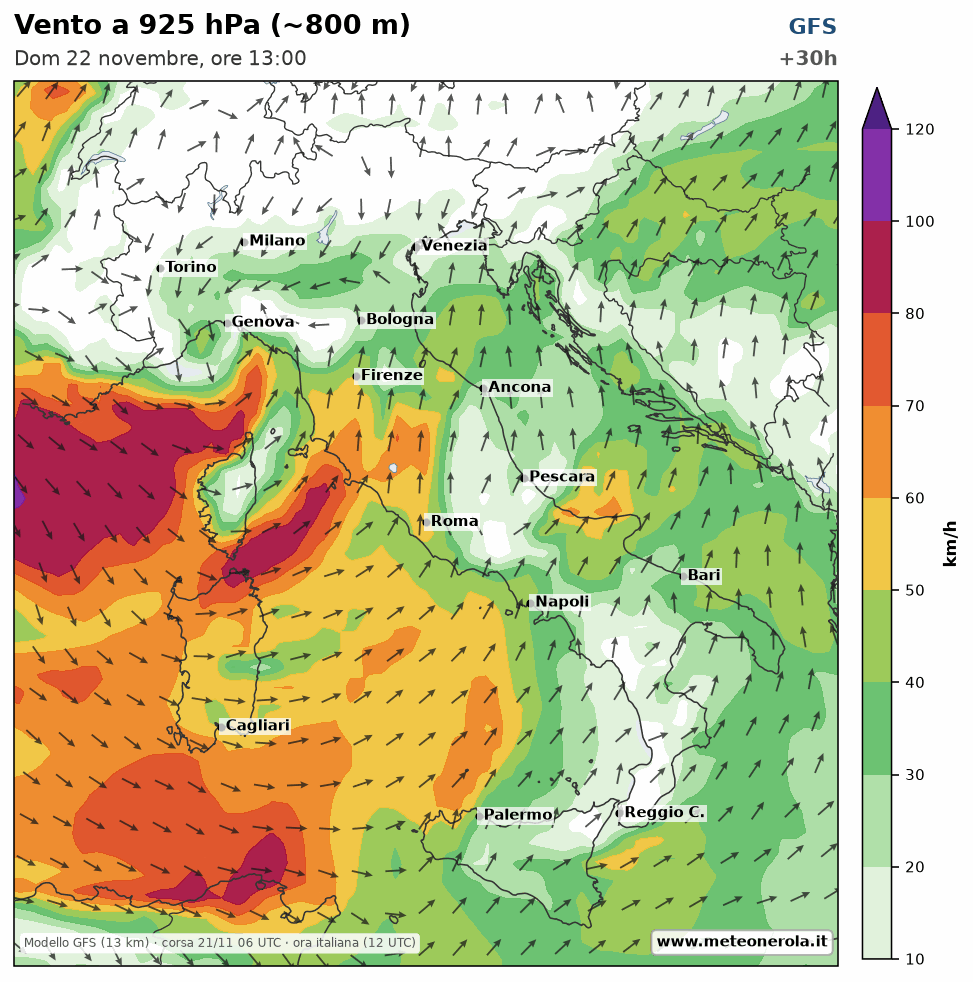 Vento a 925 hPa (~800 m)
GFS
Dom 22 novembre, ore 13:00
+30h
120
100
80
70
60
50
40
30
20
10
km/h
Milano
Venezia
Torino
Genova
Bologna
Firenze
Ancona
Pescara
Roma
Bari
Napoli
Cagliari
Palermo
Reggio C.
Modello GFS (13 km) · corsa 21/11 06 UTC · ora italiana (12 UTC)
www.meteonerola.it